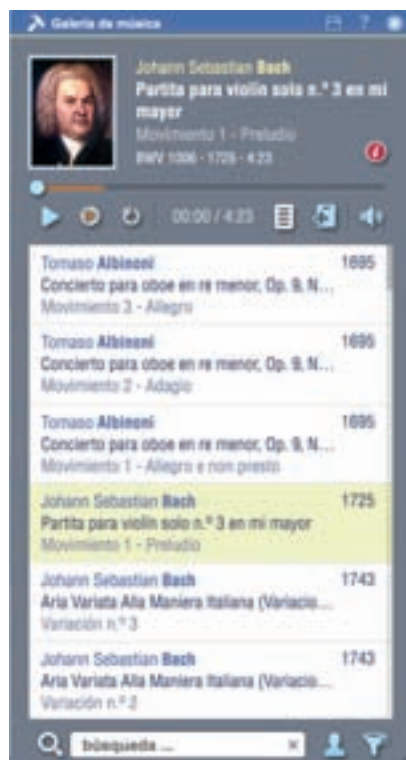 Galería de música
?
Johann Sebastian Bach
Partita para violín solo n.º 3 en mi
mayor
Movimiento 1 - Preludio
BWV 1006 - 1725 - 4:23
i
00:00 / 4:23
Tomaso Albinoni 1695
Concierto para oboe en re menor, Op. 9, N...
Movimiento 3 - Allegro
Tomaso Albinoni 1695
Concierto para oboe en re menor, Op. 9, N...
Movimiento 2 - Adagio
Tomaso Albinoni 1695
Concierto para oboe en re menor, Op. 9, N...
Movimiento 1 - Allegro e non presto
Johann Sebastian Bach 1725
Partita para violín solo n.º 3 en mi mayor
Movimiento 1 - Preludio
Johann Sebastian Bach 1743
Aria Variata Alla Maniera Italiana (Variacio...
Variación n.º 3
Johann Sebastian Bach 1743
Aria Variata Alla Maniera Italiana (Variacio...
Variación n.º 2
búsqueda ...